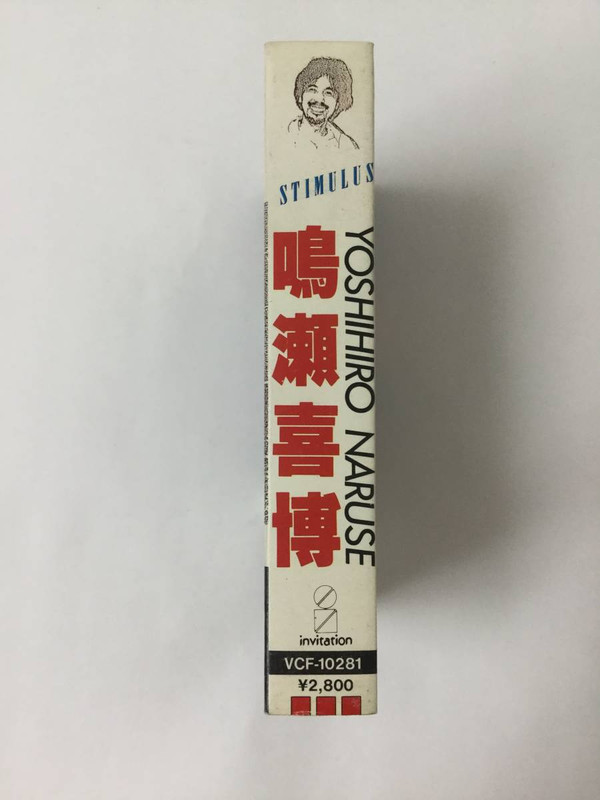 STIMULUS
鳴瀬喜博
YOSHIHIRO NARUSE
invitation
VCF-10281
¥2,800